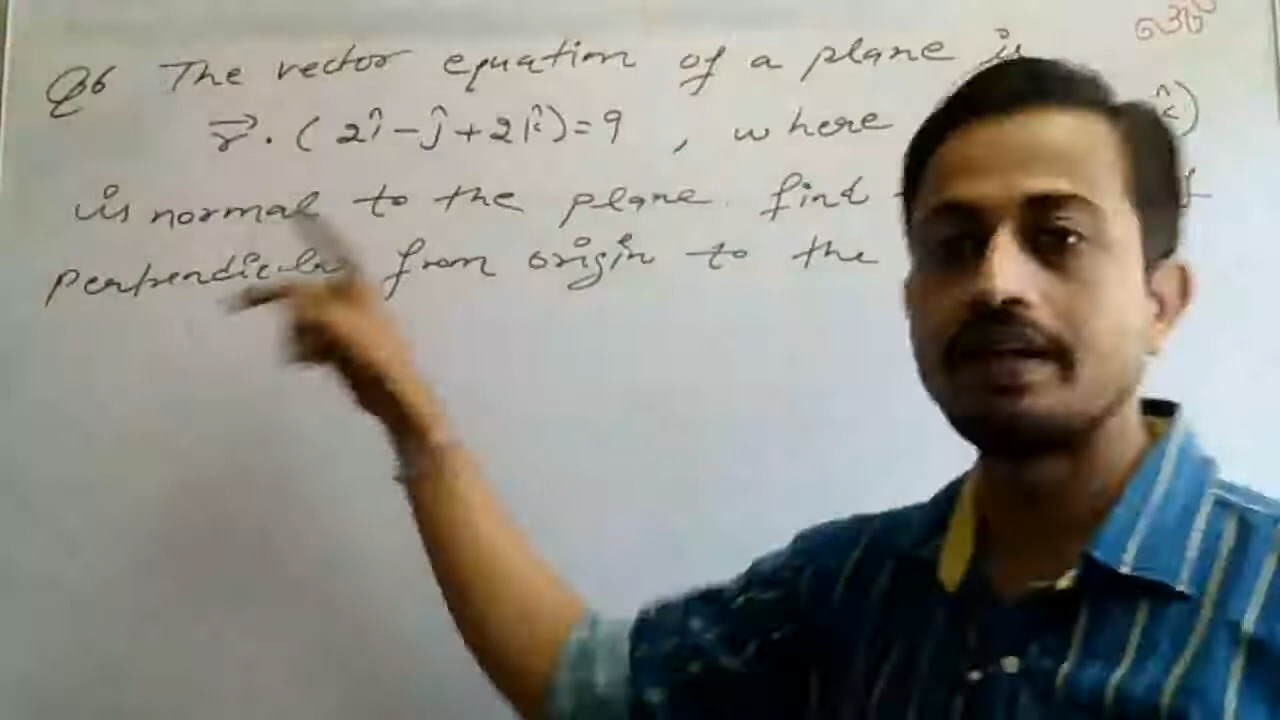 Q6 The vector equation of a plane is
r⃗ . ( 2î - ĵ + 2k̂ ) = 9 , where k̂ )
is normal to the plane. find
perpendicular from origin to the